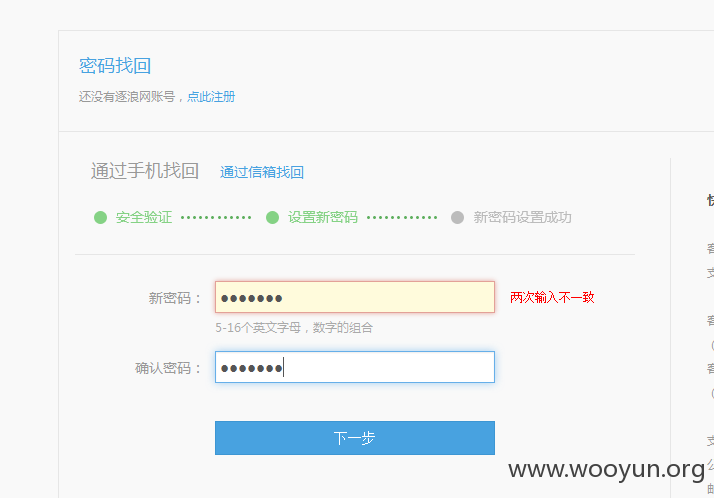 密码找回
还没有逐浪网账号，点此注册
通过手机找回 通过信箱找回
安全验证 设置新密码 新密码设置成功
新密码： ●●●●●●● 两次输入不一致
5-16个英文字母，数字的组合
确认密码： ●●●●●●●
下一步
www.wooyun.org